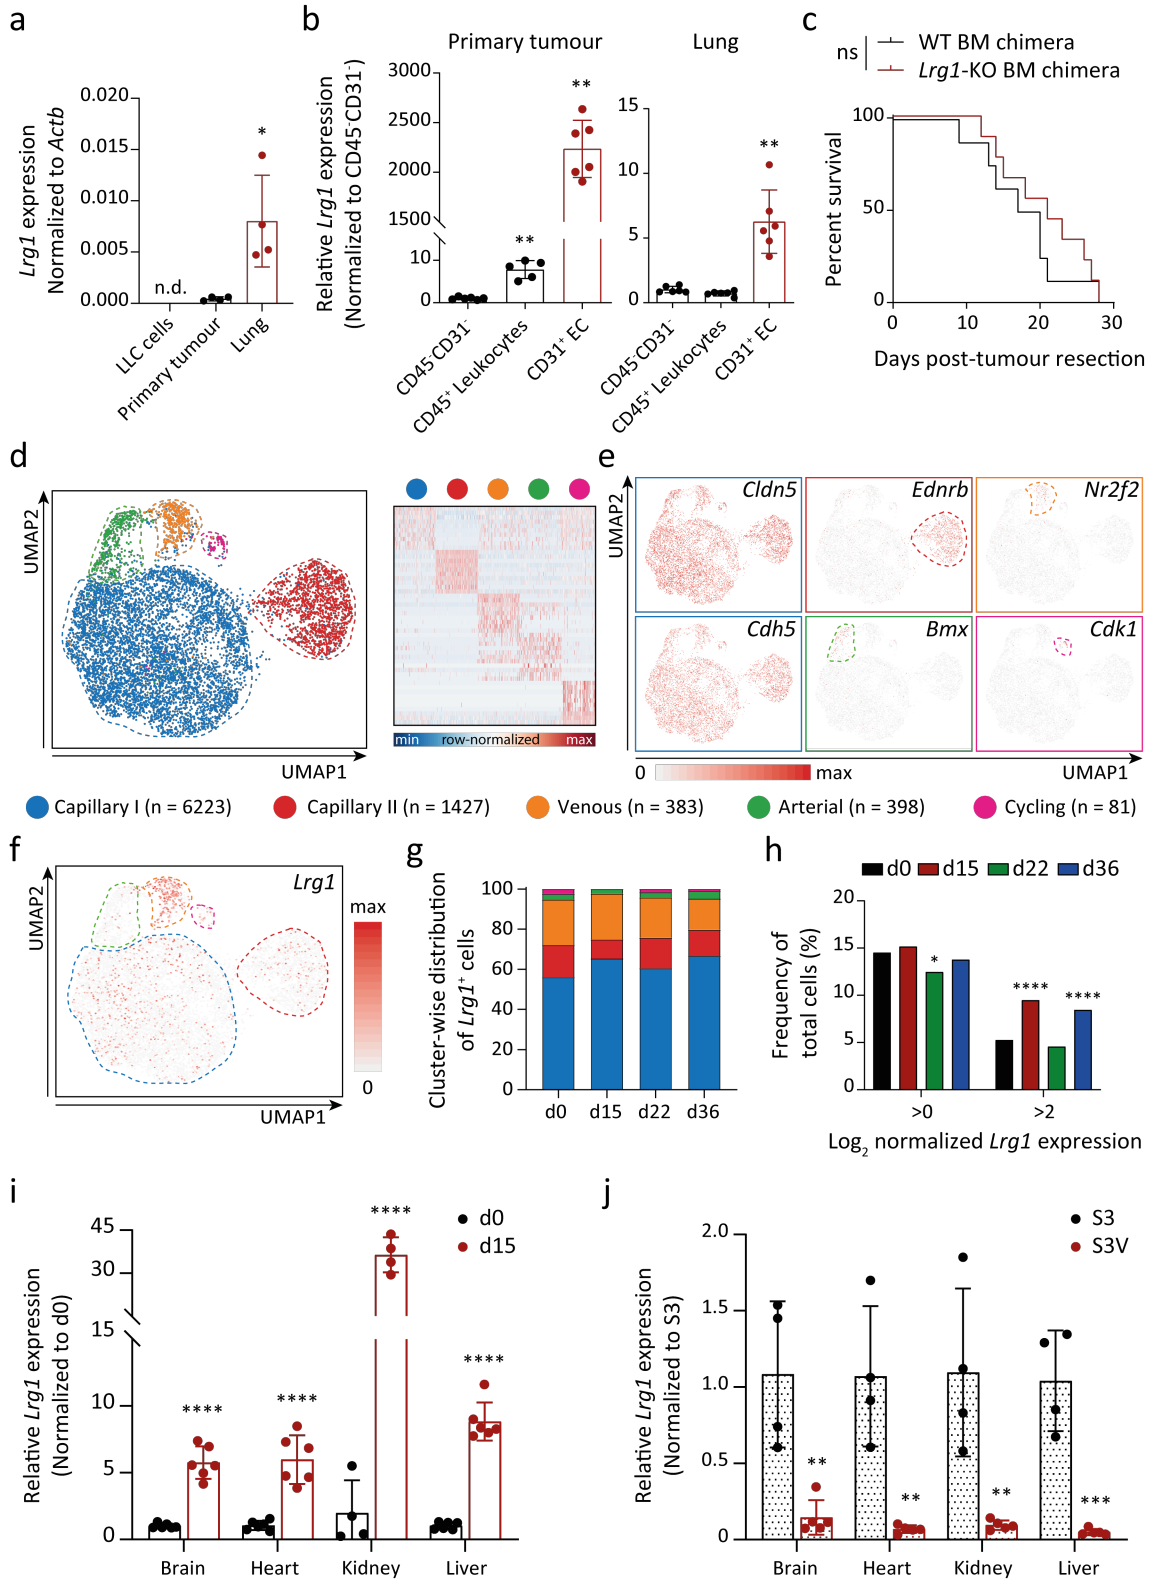 a
Lrg1 expression
Normalized to Actb
0.020
0.015
0.010
0.005
0.000
n.d.
*
LLC cells
Primary tumour
Lung
b
Primary tumour
Lung
Relative Lrg1 expression
(Normalized to CD45-CD31-)
3000
2500
2000
1500
10
0
**
**
CD45-CD31-
CD45+ Leukocytes
CD31+ EC
15
10
5
0
**
CD45-CD31-
CD45+ Leukocytes
CD31+ EC
c
ns
WT BM chimera
Lrg1-KO BM chimera
Percent survival
100
50
0
0 10 20 30
Days post-tumour resection
d
UMAP2
UMAP1
min row-normalized max
e
UMAP2
Cldn5
Ednrb
Nr2f2
Cdh5
Bmx
Cdk1
0 max
UMAP1
Capillary I (n = 6223)
Capillary II (n = 1427)
Venous (n = 383)
Arterial (n = 398)
Cycling (n = 81)
f
UMAP2
Lrg1
UMAP1
max
0
g
Cluster-wise distribution
of Lrg1+ cells
100
80
60
40
20
0
d0 d15 d22 d36
h
d0 d15 d22 d36
Frequency of
total cells (%)
20
15
10
5
0
*
****
****
>0 >2
Log2 normalized Lrg1 expression
i
Relative Lrg1 expression
(Normalized to d0)
45
30
15
10
5
0
d0
d15
****
****
****
****
Brain Heart Kidney Liver
j
Relative Lrg1 expression
(Normalized to S3)
2.0
1.5
1.0
0.5
0
S3
S3V
**
**
**
***
Brain Heart Kidney Liver